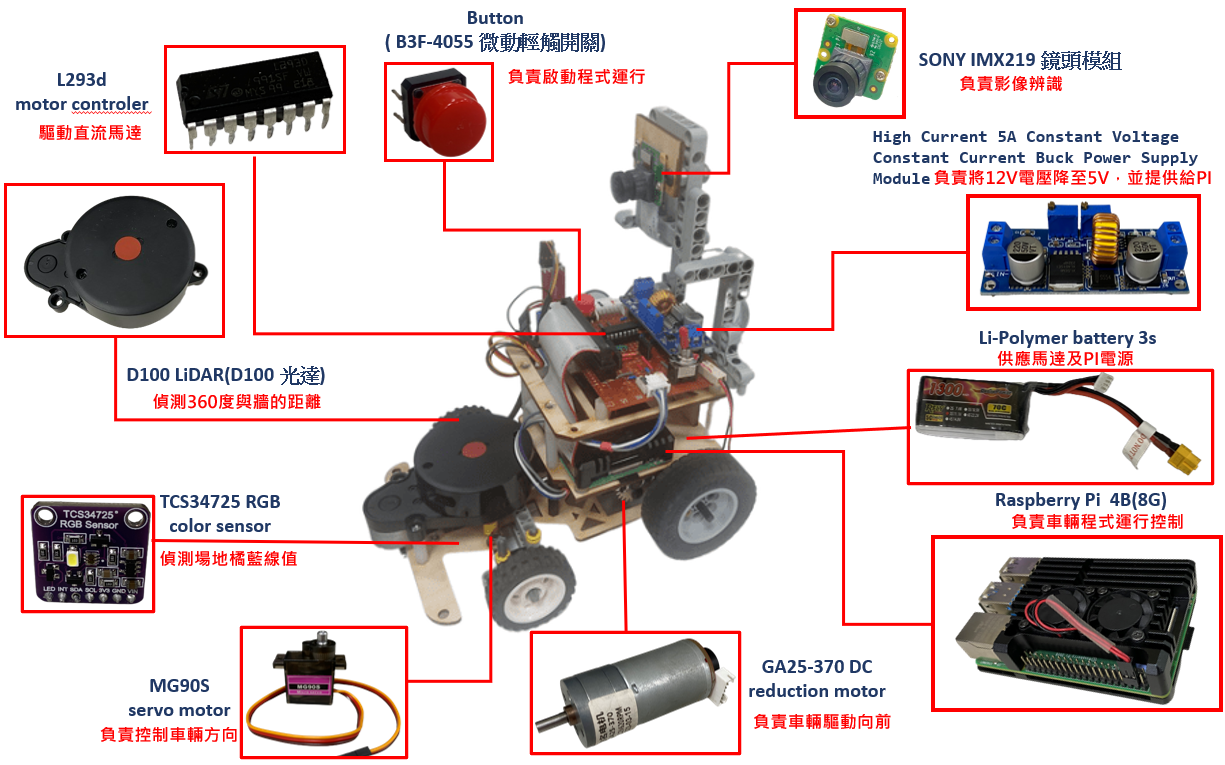 Button
( B3F-4055 微動輕觸開關)
負責啟動程式運行
SONY IMX219 鏡頭模組
負責影像辨識
L293d
motor controler
驅動直流馬達
High Current 5A Constant Voltage
Constant Current Buck Power Supply
Module 負責將12V電壓降至5V，並提供給PI
Li-Polymer battery 3s
供應馬達及PI電源
1300
70C
D100 LiDAR(D100 光達)
偵測360度與牆的距離
TCS34725 RGB
color sensor
偵測場地橘藍線值
TCS34725
RGB Sensor
LED INT SDA SCL 3V3 GND VIN
Raspberry Pi 4B(8G)
負責車輛程式運行控制
MG90S
servo motor
負責控制車輛方向
MG90S
GA25-370 DC
reduction motor
負責車輛驅動向前